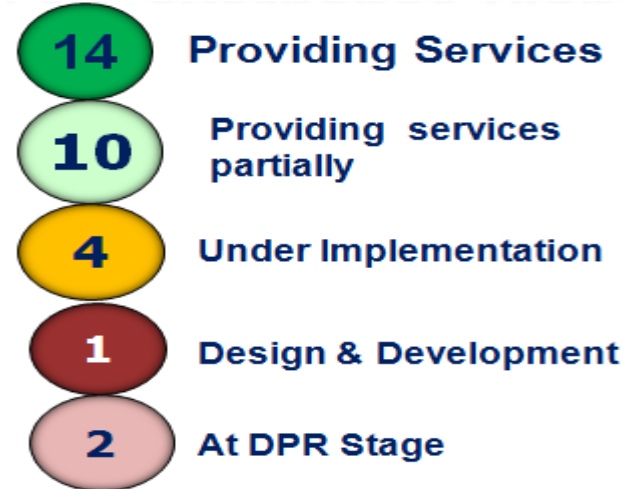 14 Providing Services
10 Providing services
partially
4 Under Implementation
1 Design & Development
2 At DPR Stage